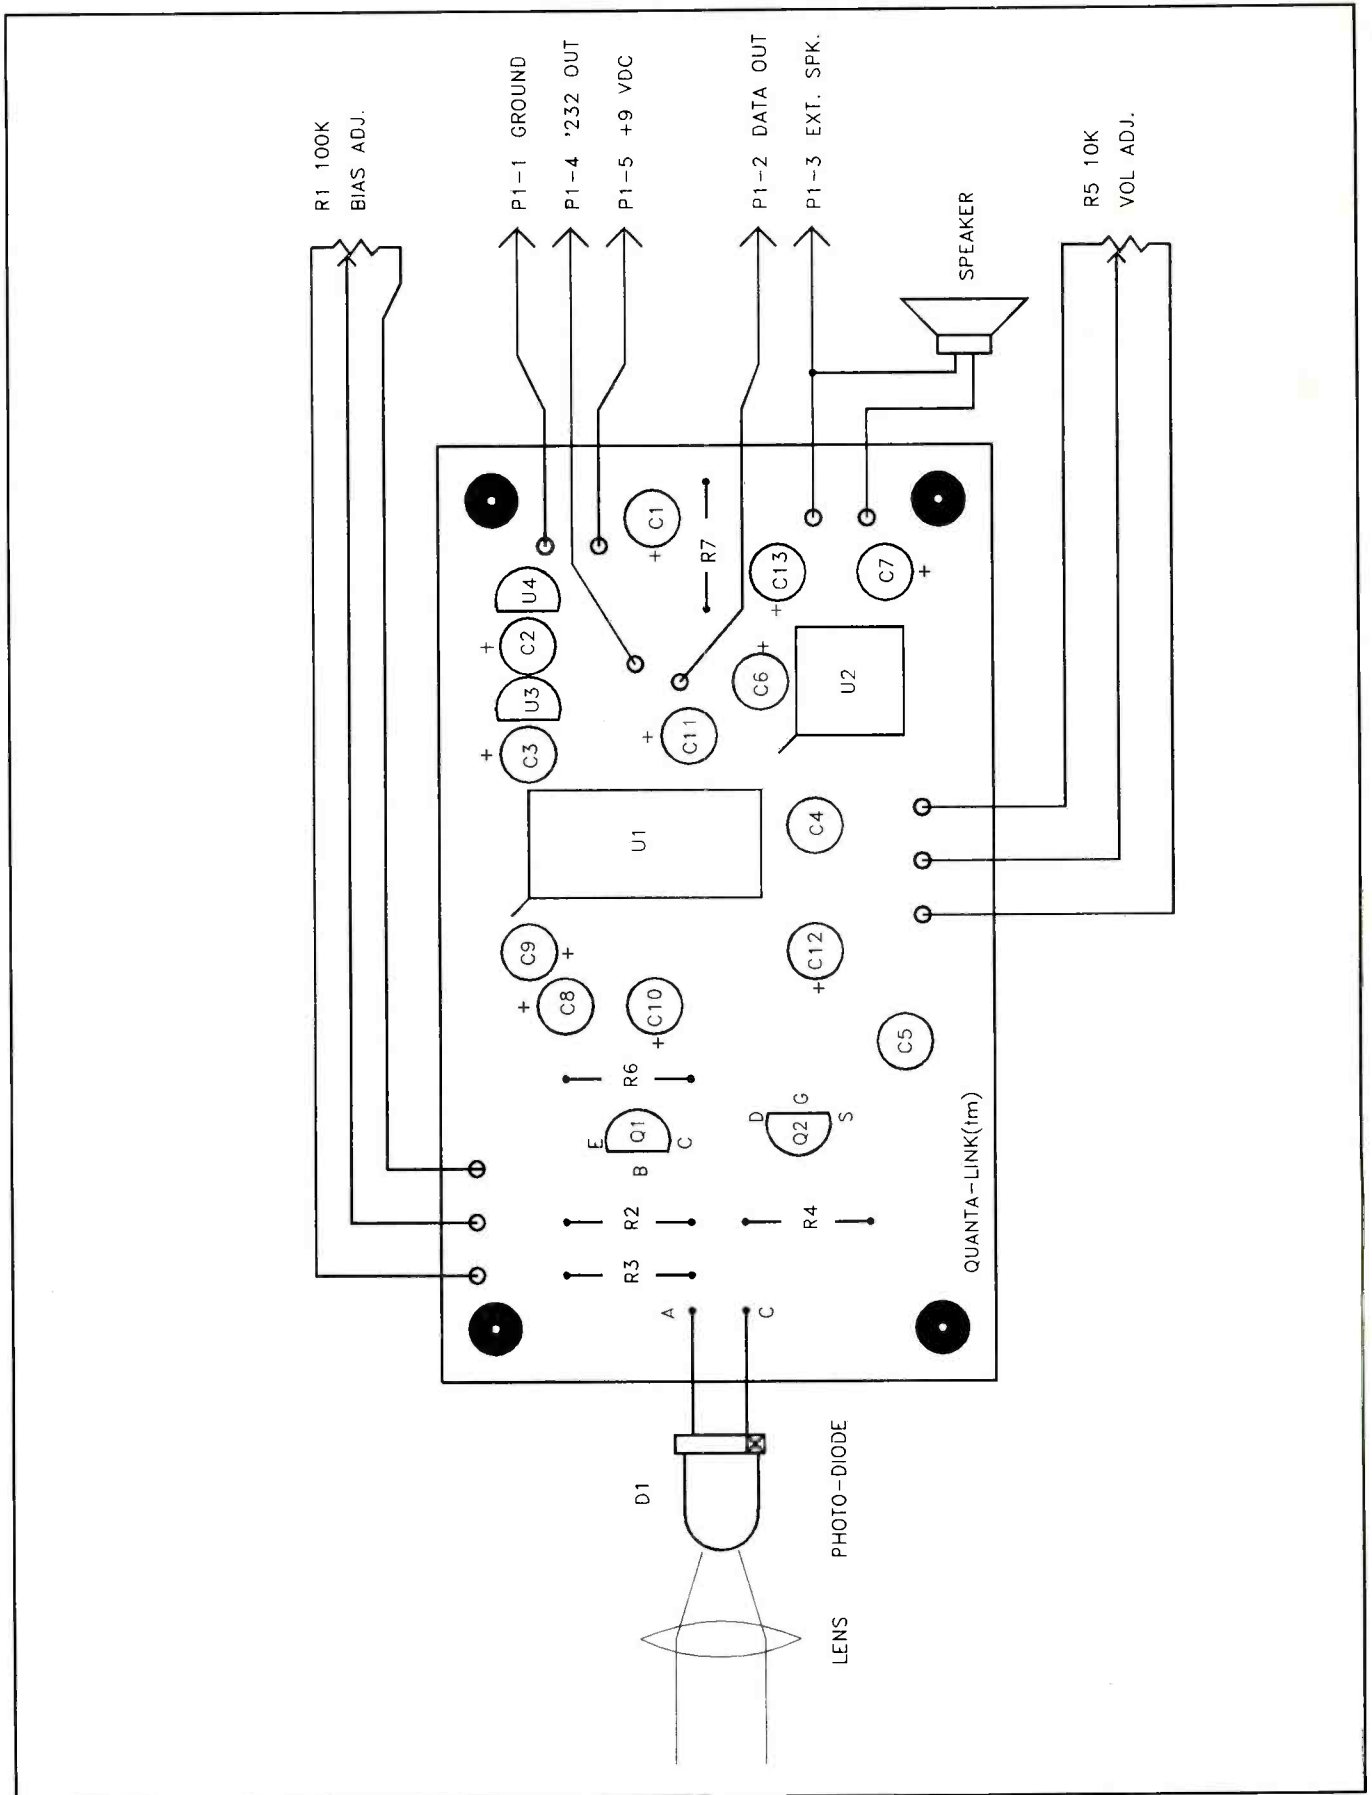 R1 100K
BIAS ADJ.
P1-1 GROUND
P1-4 '232 OUT
P1-5 +9 VDC
P1-2 DATA OUT
P1-3 EXT. SPK.
SPEAKER
R5 10K
VOL ADJ.
U4
C2
+
U3
C3
+
C1
+
R7
C13
+
C7
+
C6
+
U2
C11
+
U1
C4
C9
+
C8
+
C10
+
C12
+
C5
R6
E
Q1
B
C
D
G
Q2
S
R2
R3
R4
A
C
QUANTA-LINK(tm)
D1
PHOTO-DIODE
LENS